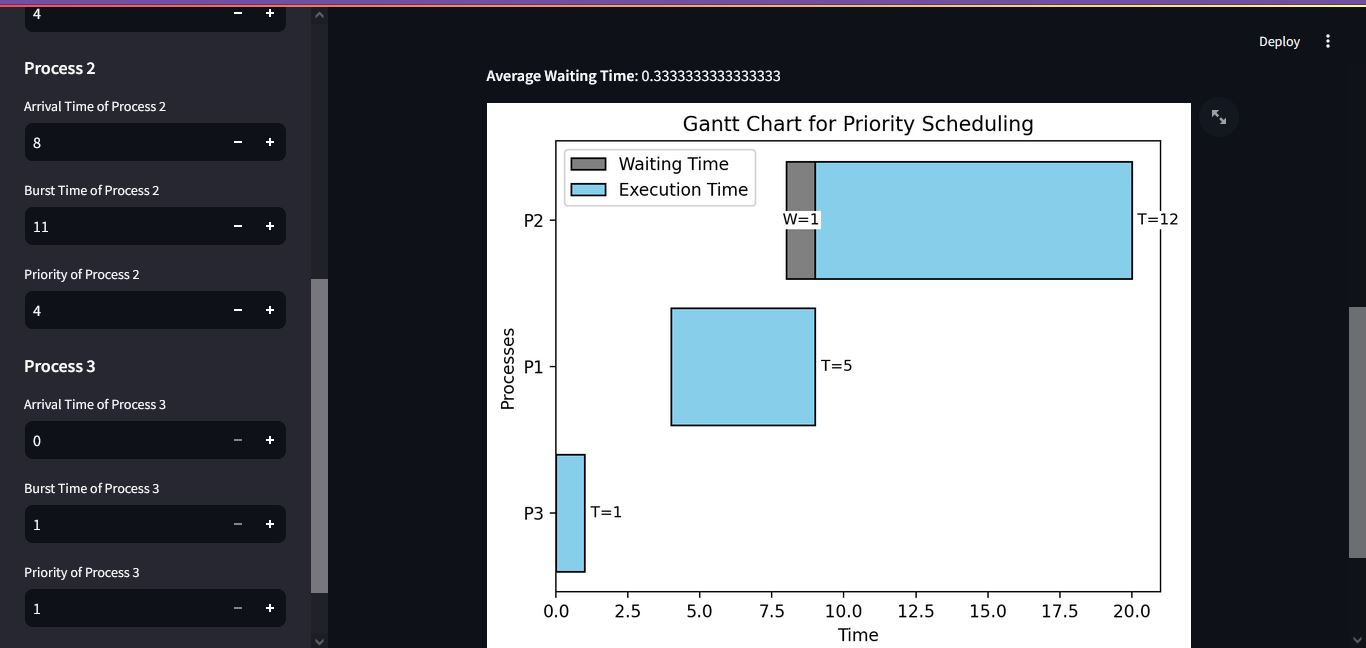 4
Process 2
Arrival Time of Process 2
8
Burst Time of Process 2
11
Priority of Process 2
4
Process 3
Arrival Time of Process 3
0
Burst Time of Process 3
1
Priority of Process 3
1
Deploy
Average Waiting Time: 0.3333333333333333
Gantt Chart for Priority Scheduling
Waiting Time
Execution Time
P2
W=1
T=12
P1
T=5
P3
T=1
Processes
0.0 2.5 5.0 7.5 10.0 12.5 15.0 17.5 20.0
Time